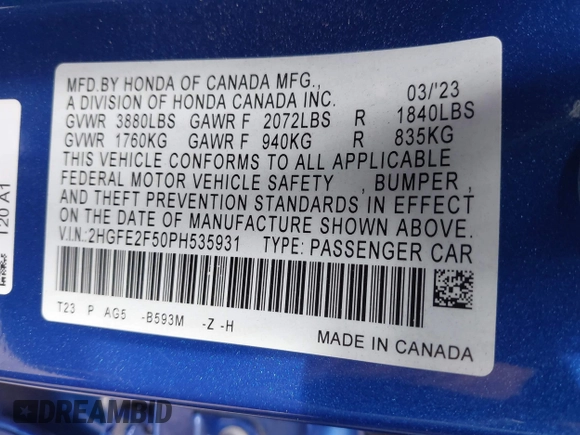 MFD.BY HONDA OF CANADA MFG.,
A DIVISION OF HONDA CANADA INC. 03/'23
GVWR 3880LBS GAWR F 2072LBS R 1840LBS
GVWR 1760KG GAWR F 940KG R 835KG
THIS VEHICLE CONFORMS TO ALL APPLICABLE
FEDERAL MOTOR VEHICLE SAFETY , BUMPER ,
AND THEFT PREVENTION STANDARDS IN EFFECT
ON THE DATE OF MANUFACTURE SHOWN ABOVE.
V.I.N.:2HGFE2F50PH535931 TYPE: PASSENGER CAR
T23 P AG5 -B593M -Z -H
MADE IN CANADA
T20 A1
DREAMBID